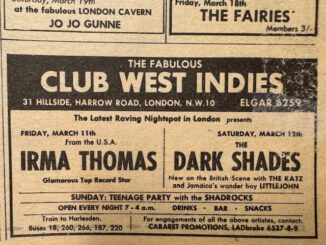 Saturday, March 19th
at the fabulous LONDON CAVERN
JO JO GUNNE
Friday, March 18th
THE FAIRIES
Members 3/-
THE FABULOUS
CLUB WEST INDIES
31 HILLSIDE, HARROW ROAD, LONDON, N.W.10 ELGAR 6259
The Latest Raving Nightspot in London presents
FRIDAY, MARCH 11th
From the U.S.A.
IRMA THOMAS
Glamorous Top Record Star
SATURDAY, MARCH 12th
THE
DARK SHADES
New on the British Scene with THE KATZ
and Jamaica's wonder boy LITTLEJOHN
SUNDAY: TEENAGE PARTY with the SHADROCKS
OPEN EVERY NIGHT 7 - 4 a.m. DRINKS - BAR - SNACKS
Train to Harlesden,
Buses 18, 260, 266, 187, 220
For engagements of all the above artistes, contact:
CABARET PROMOTIONS, LADbroke 6537-8-9